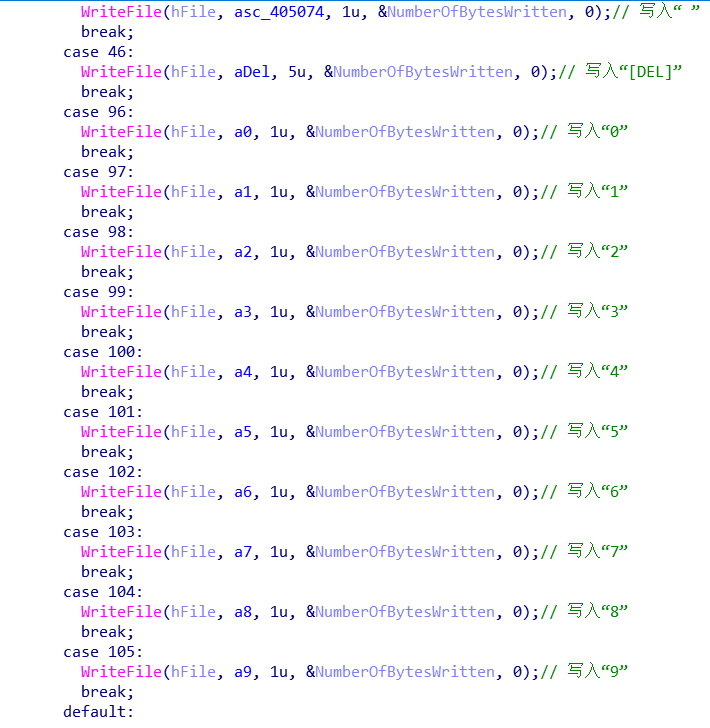 WriteFile(hFile, asc_405074, 1u, &NumberOfBytesWritten, 0);// 写入“ ”
break;
case 46:
WriteFile(hFile, aDel, 5u, &NumberOfBytesWritten, 0);// 写入“[DEL]”
break;
case 96:
WriteFile(hFile, a0, 1u, &NumberOfBytesWritten, 0);// 写入“0”
break;
case 97:
WriteFile(hFile, a1, 1u, &NumberOfBytesWritten, 0);// 写入“1”
break;
case 98:
WriteFile(hFile, a2, 1u, &NumberOfBytesWritten, 0);// 写入“2”
break;
case 99:
WriteFile(hFile, a3, 1u, &NumberOfBytesWritten, 0);// 写入“3”
break;
case 100:
WriteFile(hFile, a4, 1u, &NumberOfBytesWritten, 0);// 写入“4”
break;
case 101:
WriteFile(hFile, a5, 1u, &NumberOfBytesWritten, 0);// 写入“5”
break;
case 102:
WriteFile(hFile, a6, 1u, &NumberOfBytesWritten, 0);// 写入“6”
break;
case 103:
WriteFile(hFile, a7, 1u, &NumberOfBytesWritten, 0);// 写入“7”
break;
case 104:
WriteFile(hFile, a8, 1u, &NumberOfBytesWritten, 0);// 写入“8”
break;
case 105:
WriteFile(hFile, a9, 1u, &NumberOfBytesWritten, 0);// 写入“9”
break;
default: